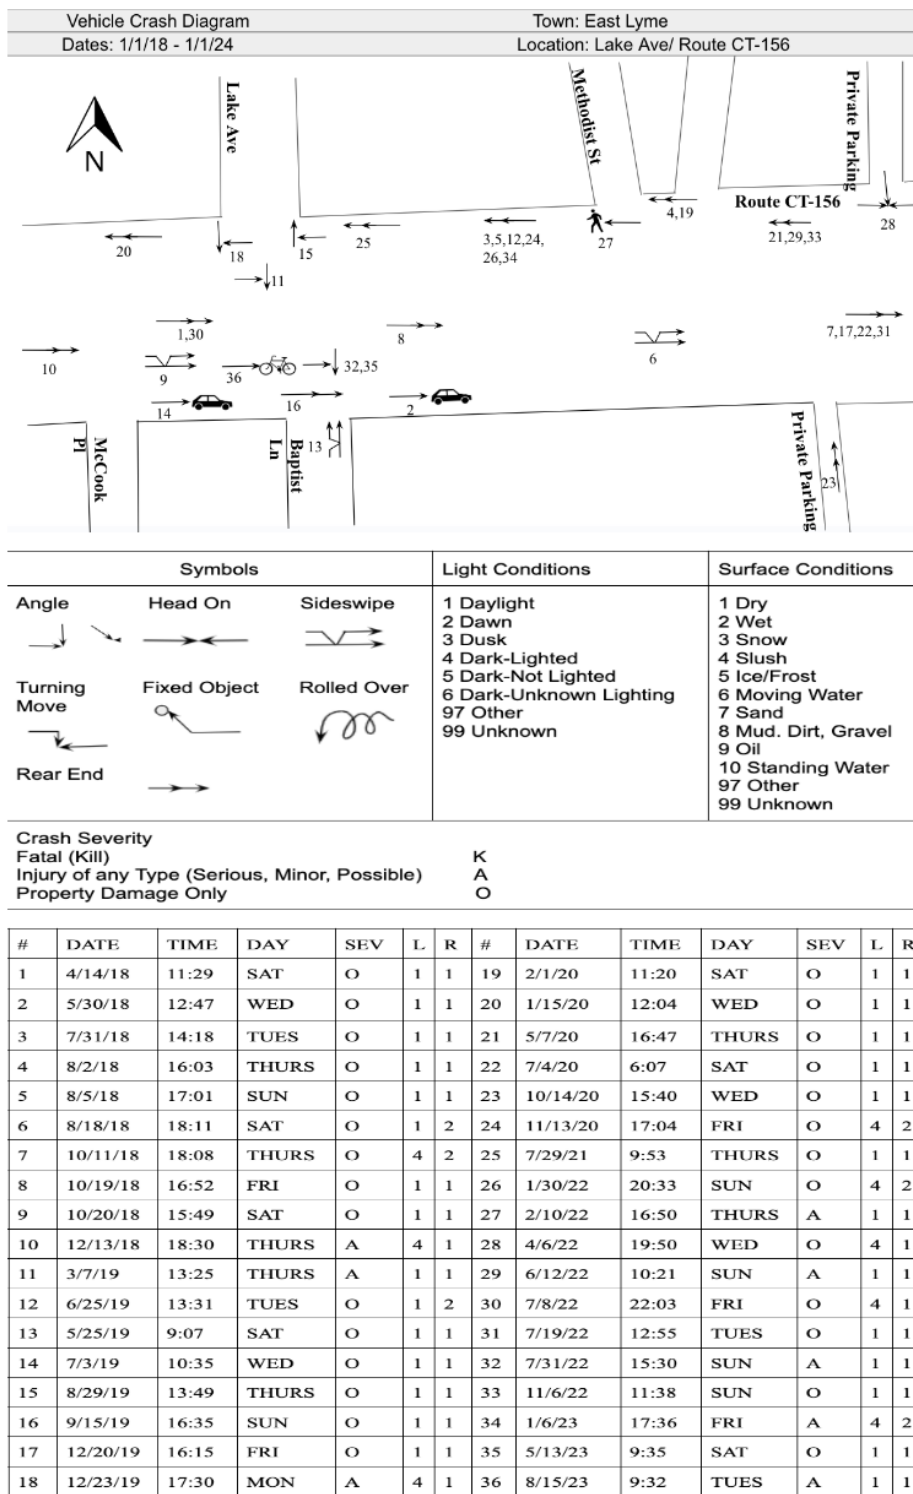 Vehicle Crash Diagram Town: East Lyme
Dates: 1/1/18 - 1/1/24 Location: Lake Ave/ Route CT-156
Lake Ave
Methodist St
Private Parking
N
Route CT-156
20
18
15
25
3,5,12,24,
26,34
27
4,19
21,29,33
28
11
1,30
8
6
7,17,22,31
10
9
36
32,35
14
16
2
McCook Pl
Baptist Ln
13
Private Parking
23
Symbols Light Conditions Surface Conditions
Angle Head On Sideswipe
Turning Move Fixed Object Rolled Over
Rear End
1 Daylight
2 Dawn
3 Dusk
4 Dark-Lighted
5 Dark-Not Lighted
6 Dark-Unknown Lighting
97 Other
99 Unknown
1 Dry
2 Wet
3 Snow
4 Slush
5 Ice/Frost
6 Moving Water
7 Sand
8 Mud. Dirt, Gravel
9 Oil
10 Standing Water
97 Other
99 Unknown
Crash Severity
Fatal (Kill) K
Injury of any Type (Serious, Minor, Possible) A
Property Damage Only O
# DATE TIME DAY SEV L R # DATE TIME DAY SEV L R
1 4/14/18 11:29 SAT O 1 1 19 2/1/20 11:20 SAT O 1 1
2 5/30/18 12:47 WED O 1 1 20 1/15/20 12:04 WED O 1 1
3 7/31/18 14:18 TUES O 1 1 21 5/7/20 16:47 THURS O 1 1
4 8/2/18 16:03 THURS O 1 1 22 7/4/20 6:07 SAT O 1 1
5 8/5/18 17:01 SUN O 1 1 23 10/14/20 15:40 WED O 1 1
6 8/18/18 18:11 SAT O 1 2 24 11/13/20 17:04 FRI O 4 2
7 10/11/18 18:08 THURS O 4 2 25 7/29/21 9:53 THURS O 1 1
8 10/19/18 16:52 FRI O 1 1 26 1/30/22 20:33 SUN O 4 2
9 10/20/18 15:49 SAT O 1 1 27 2/10/22 16:50 THURS A 1 1
10 12/13/18 18:30 THURS A 4 1 28 4/6/22 19:50 WED O 4 1
11 3/7/19 13:25 THURS A 1 1 29 6/12/22 10:21 SUN A 1 1
12 6/25/19 13:31 TUES O 1 2 30 7/8/22 22:03 FRI O 4 1
13 5/25/19 9:07 SAT O 1 1 31 7/19/22 12:55 TUES O 1 1
14 7/3/19 10:35 WED O 1 1 32 7/31/22 15:30 SUN A 1 1
15 8/29/19 13:49 THURS O 1 1 33 11/6/22 11:38 SUN O 1 1
16 9/15/19 16:35 SUN O 1 1 34 1/6/23 17:36 FRI A 4 2
17 12/20/19 16:15 FRI O 1 1 35 5/13/23 9:35 SAT O 1 1
18 12/23/19 17:30 MON A 4 1 36 8/15/23 9:32 TUES A 1 1